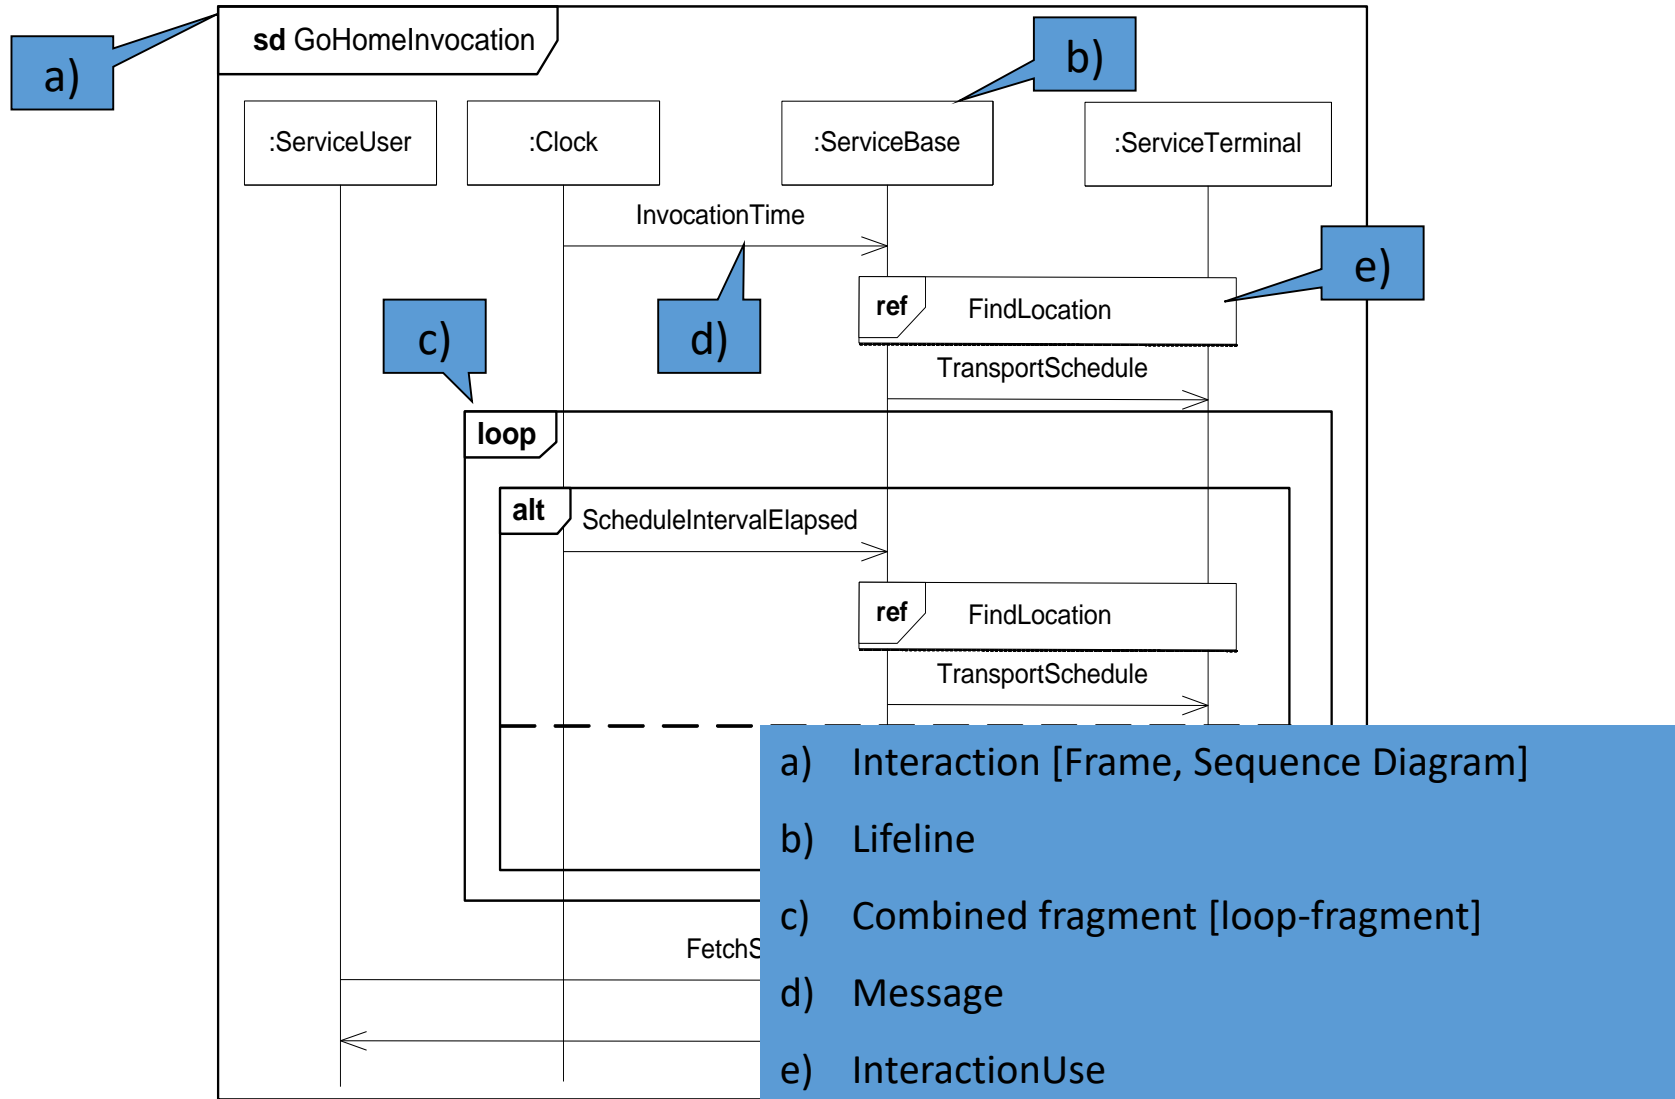 sd GoHomeInvocation
a)
b)
:ServiceUser
:Clock
:ServiceBase
:ServiceTerminal
InvocationTime
e)
ref FindLocation
c)
d)
TransportSchedule
loop
alt
ScheduleIntervalElapsed
ref FindLocation
TransportSchedule
a) Interaction [Frame, Sequence Diagram]
b) Lifeline
c) Combined fragment [loop-fragment]
FetchS
d) Message
e) InteractionUse